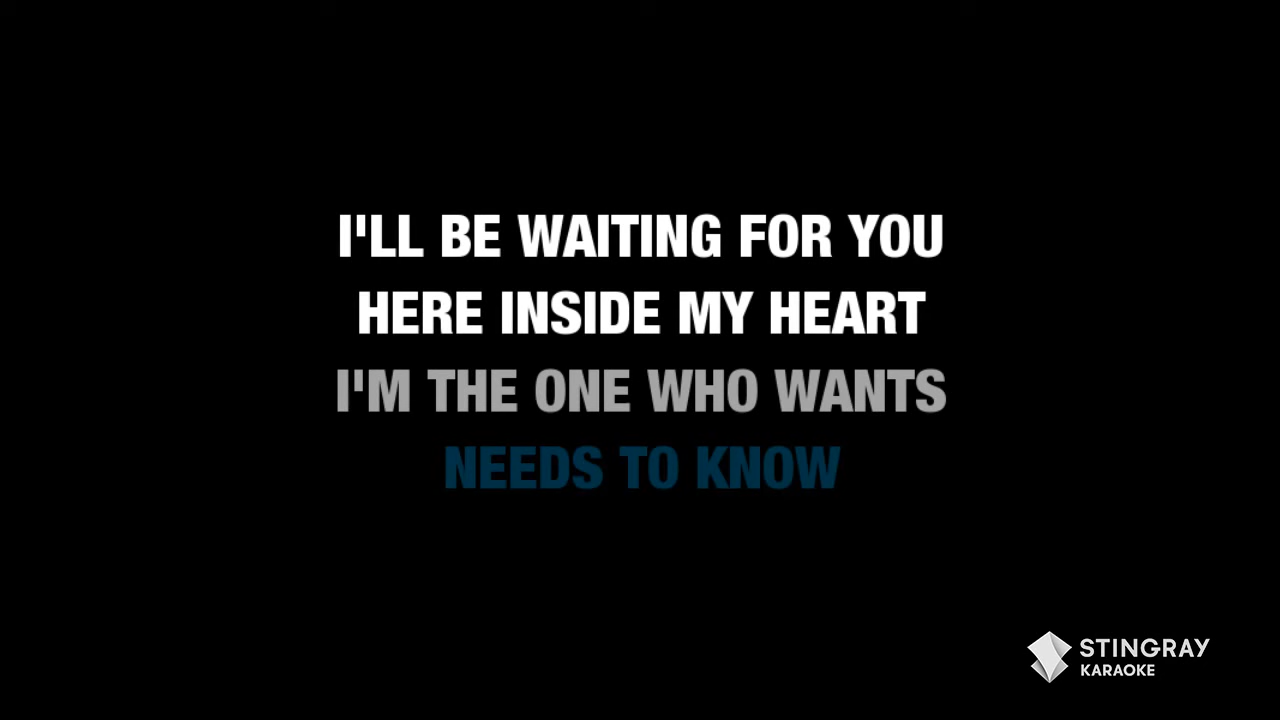 I'LL BE WAITING FOR YOU
HERE INSIDE MY HEART
I'M THE ONE WHO WANTS
NEEDS TO KNOW
STINGRAY
KARAOKE